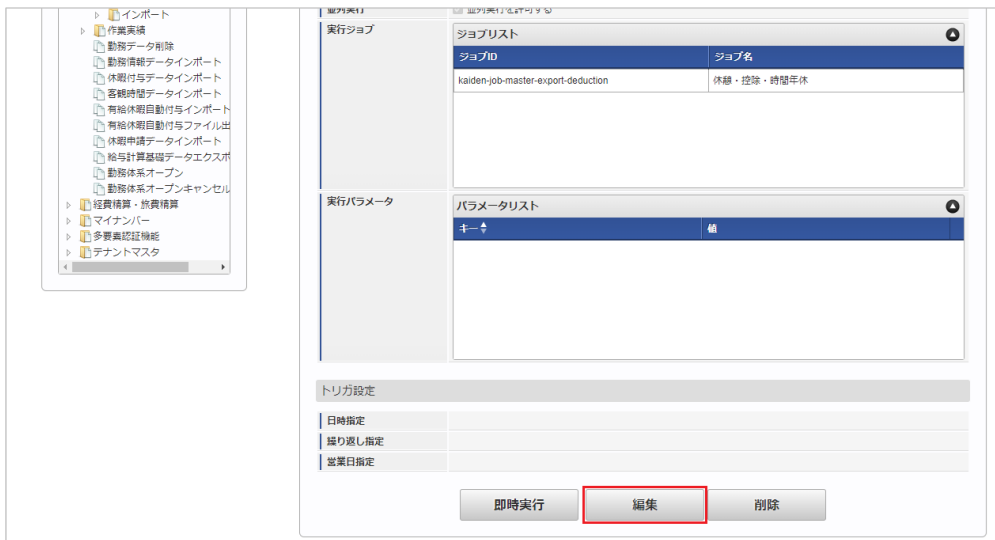 インポート
作業実績
勤務データ削除
勤務情報データインポート
休暇付与データインポート
客観時間データインポート
有給休暇自動付与インポート
有給休暇自動付与ファイル出
休暇申請データインポート
給与計算基礎データエクスポ
勤務体系オープン
勤務体系オープンキャンセル
経費精算・旅費精算
マイナンバー
多要素認証機能
テナントマスタ
並列実行
並列実行を許可する
実行ジョブ
ジョブリスト
ジョブID ジョブ名
kaiden-job-master-export-deduction 休憩・控除・時間年休
実行パラメータ
パラメータリスト
キー 値
トリガ設定
日時指定
繰り返し指定
営業日指定
即時実行 編集 削除